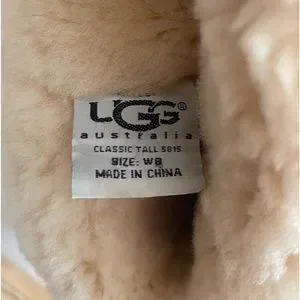 UGG®
australia
CLASSIC TALL 5815
SIZE: W8
MADE IN CHINA